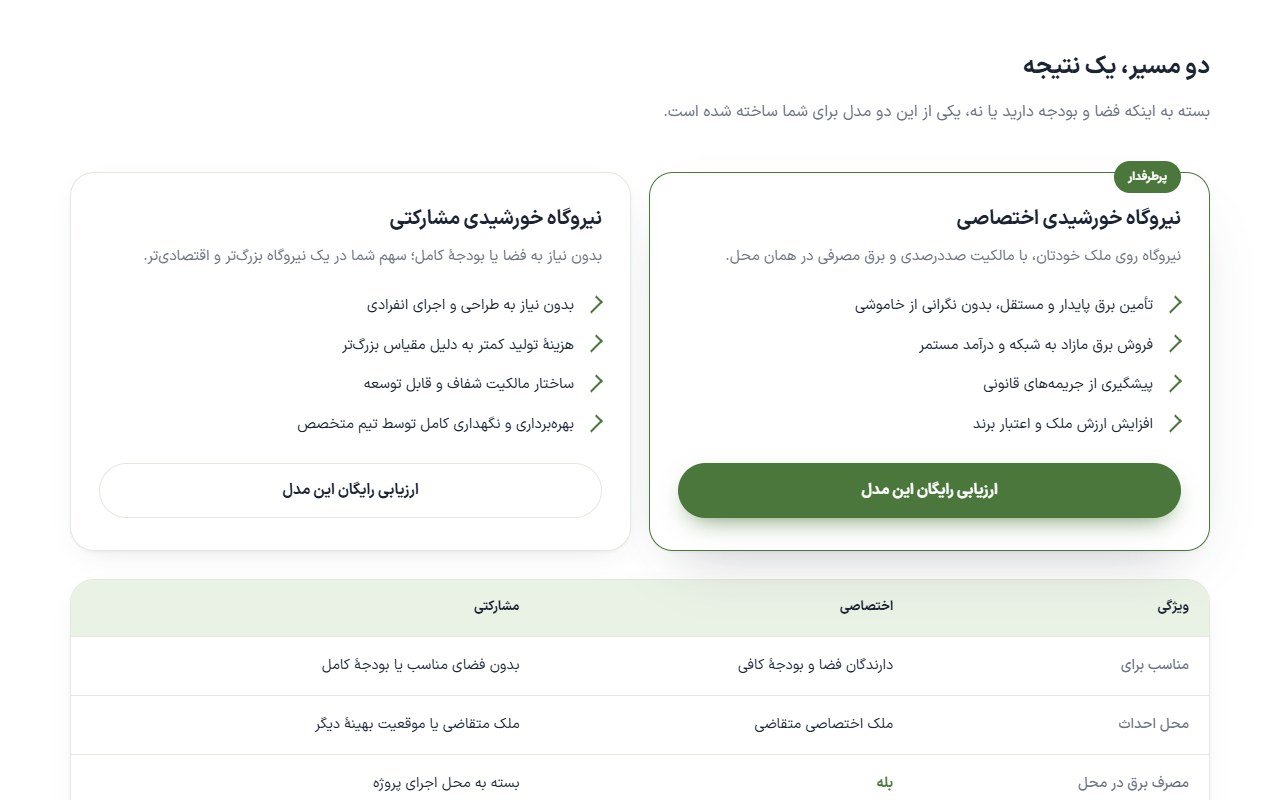 دو مسیر، یک نتیجه
بسته به اینکه فضا و بودجه دارید یا نه، یکی از این دو مدل برای شما ساخته شده است.
پرطرفدار
نیروگاه خورشیدی اختصاصی
نیروگاه روی ملک خودتان، با مالکیت صددرصدی و برق مصرفی در همان محل.
تأمین برق پایدار و مستقل، بدون نگرانی از خاموشی
فروش برق مازاد به شبکه و درآمد مستمر
پیشگیری از جریمه‌های قانونی
افزایش ارزش ملک و اعتبار برند
ارزیابی رایگان این مدل
نیروگاه خورشیدی مشارکتی
بدون نیاز به فضا یا بودجهٔ کامل؛ سهم شما در یک نیروگاه بزرگ‌تر و اقتصادی‌تر.
بدون نیاز به طراحی و اجرای انفرادی
هزینهٔ تولید کمتر به دلیل مقیاس بزرگ‌تر
ساختار مالکیت شفاف و قابل توسعه
بهره‌برداری و نگهداری کامل توسط تیم متخصص
ارزیابی رایگان این مدل
ویژگی اختصاصی مشارکتی
مناسب برای دارندگان فضا و بودجهٔ کافی بدون فضای مناسب یا بودجهٔ کامل
محل احداث ملک اختصاصی متقاضی ملک متقاضی یا موقعیت بهینهٔ دیگر
مصرف برق در محل بله بسته به محل اجرای پروژه